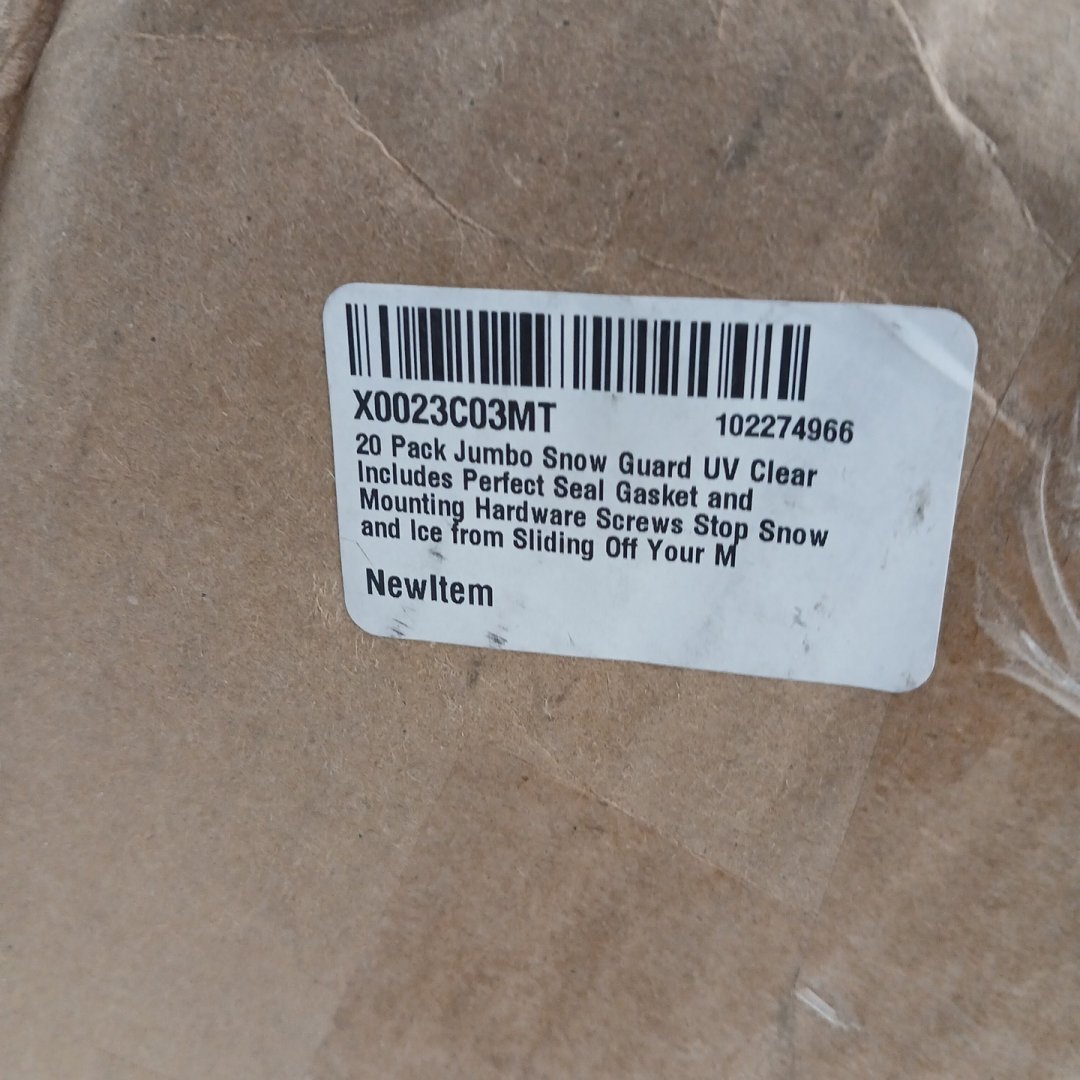 X0023C03MT 102274966
20 Pack Jumbo Snow Guard UV Clear
Includes Perfect Seal Gasket and
Mounting Hardware Screws Stop Snow
and Ice from Sliding Off Your M
NewItem